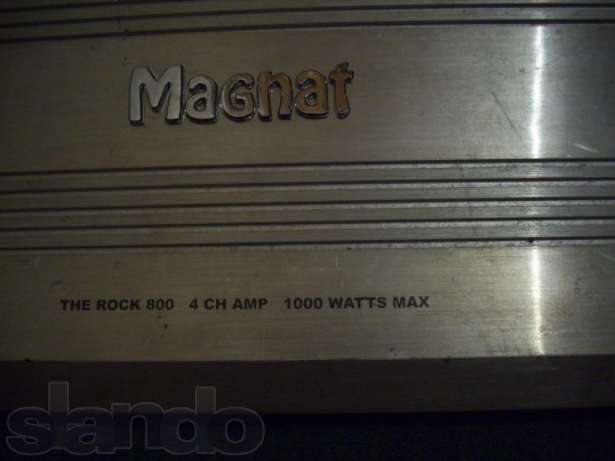 Magnat
THE ROCK 800 4 CH AMP 1000 WATTS MAX
slando